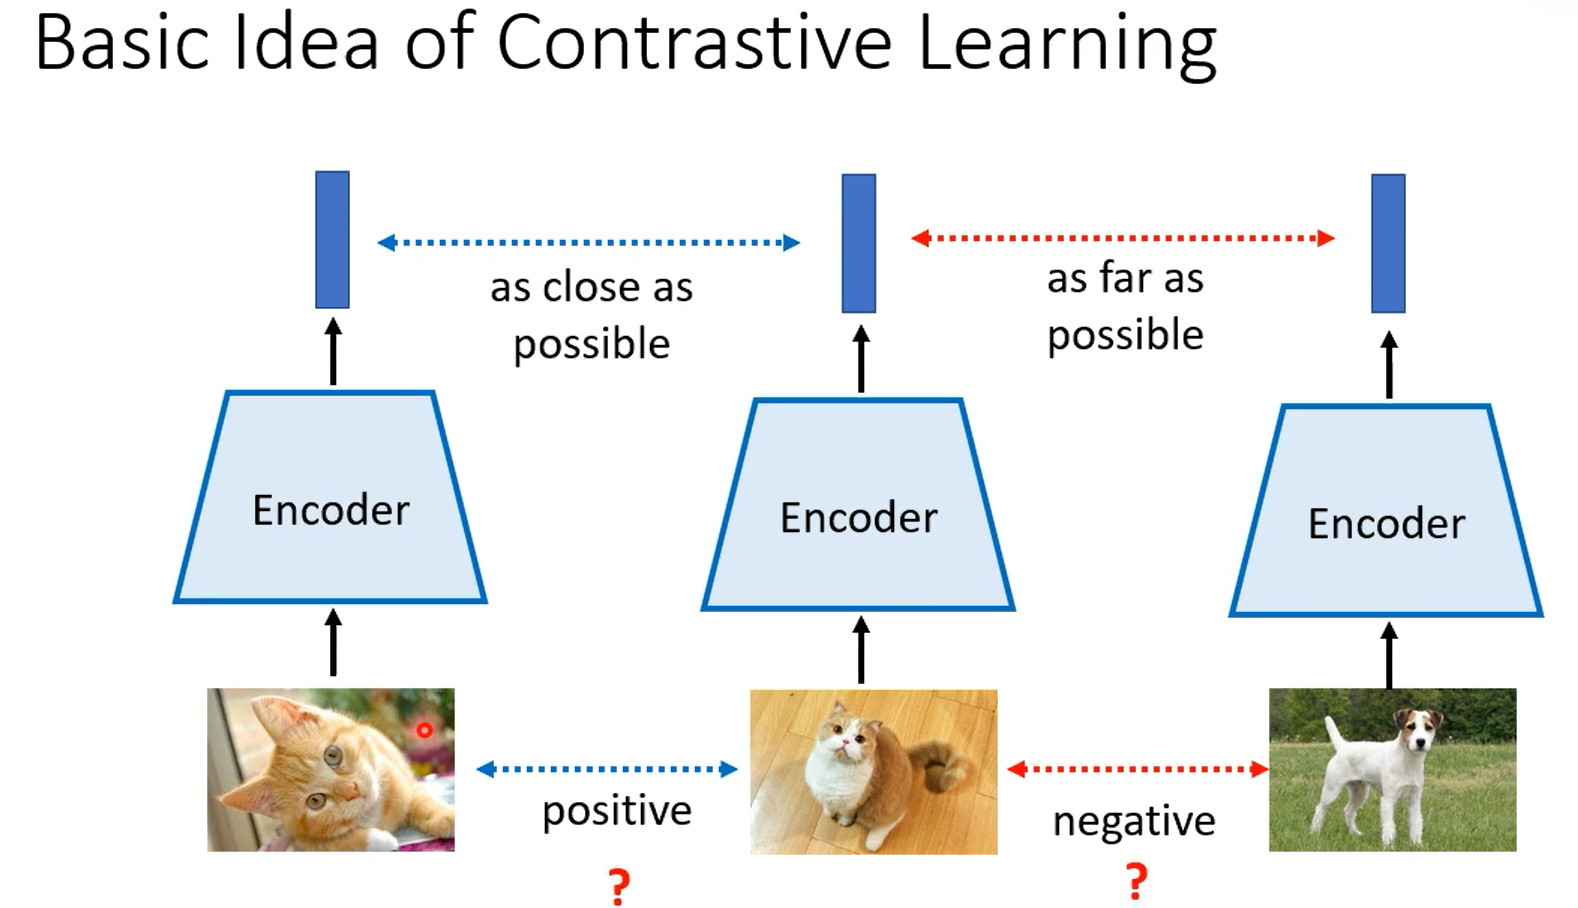 Basic Idea of Contrastive Learning
as close as
possible
as far as
possible
Encoder
Encoder
Encoder
positive
negative
?
?